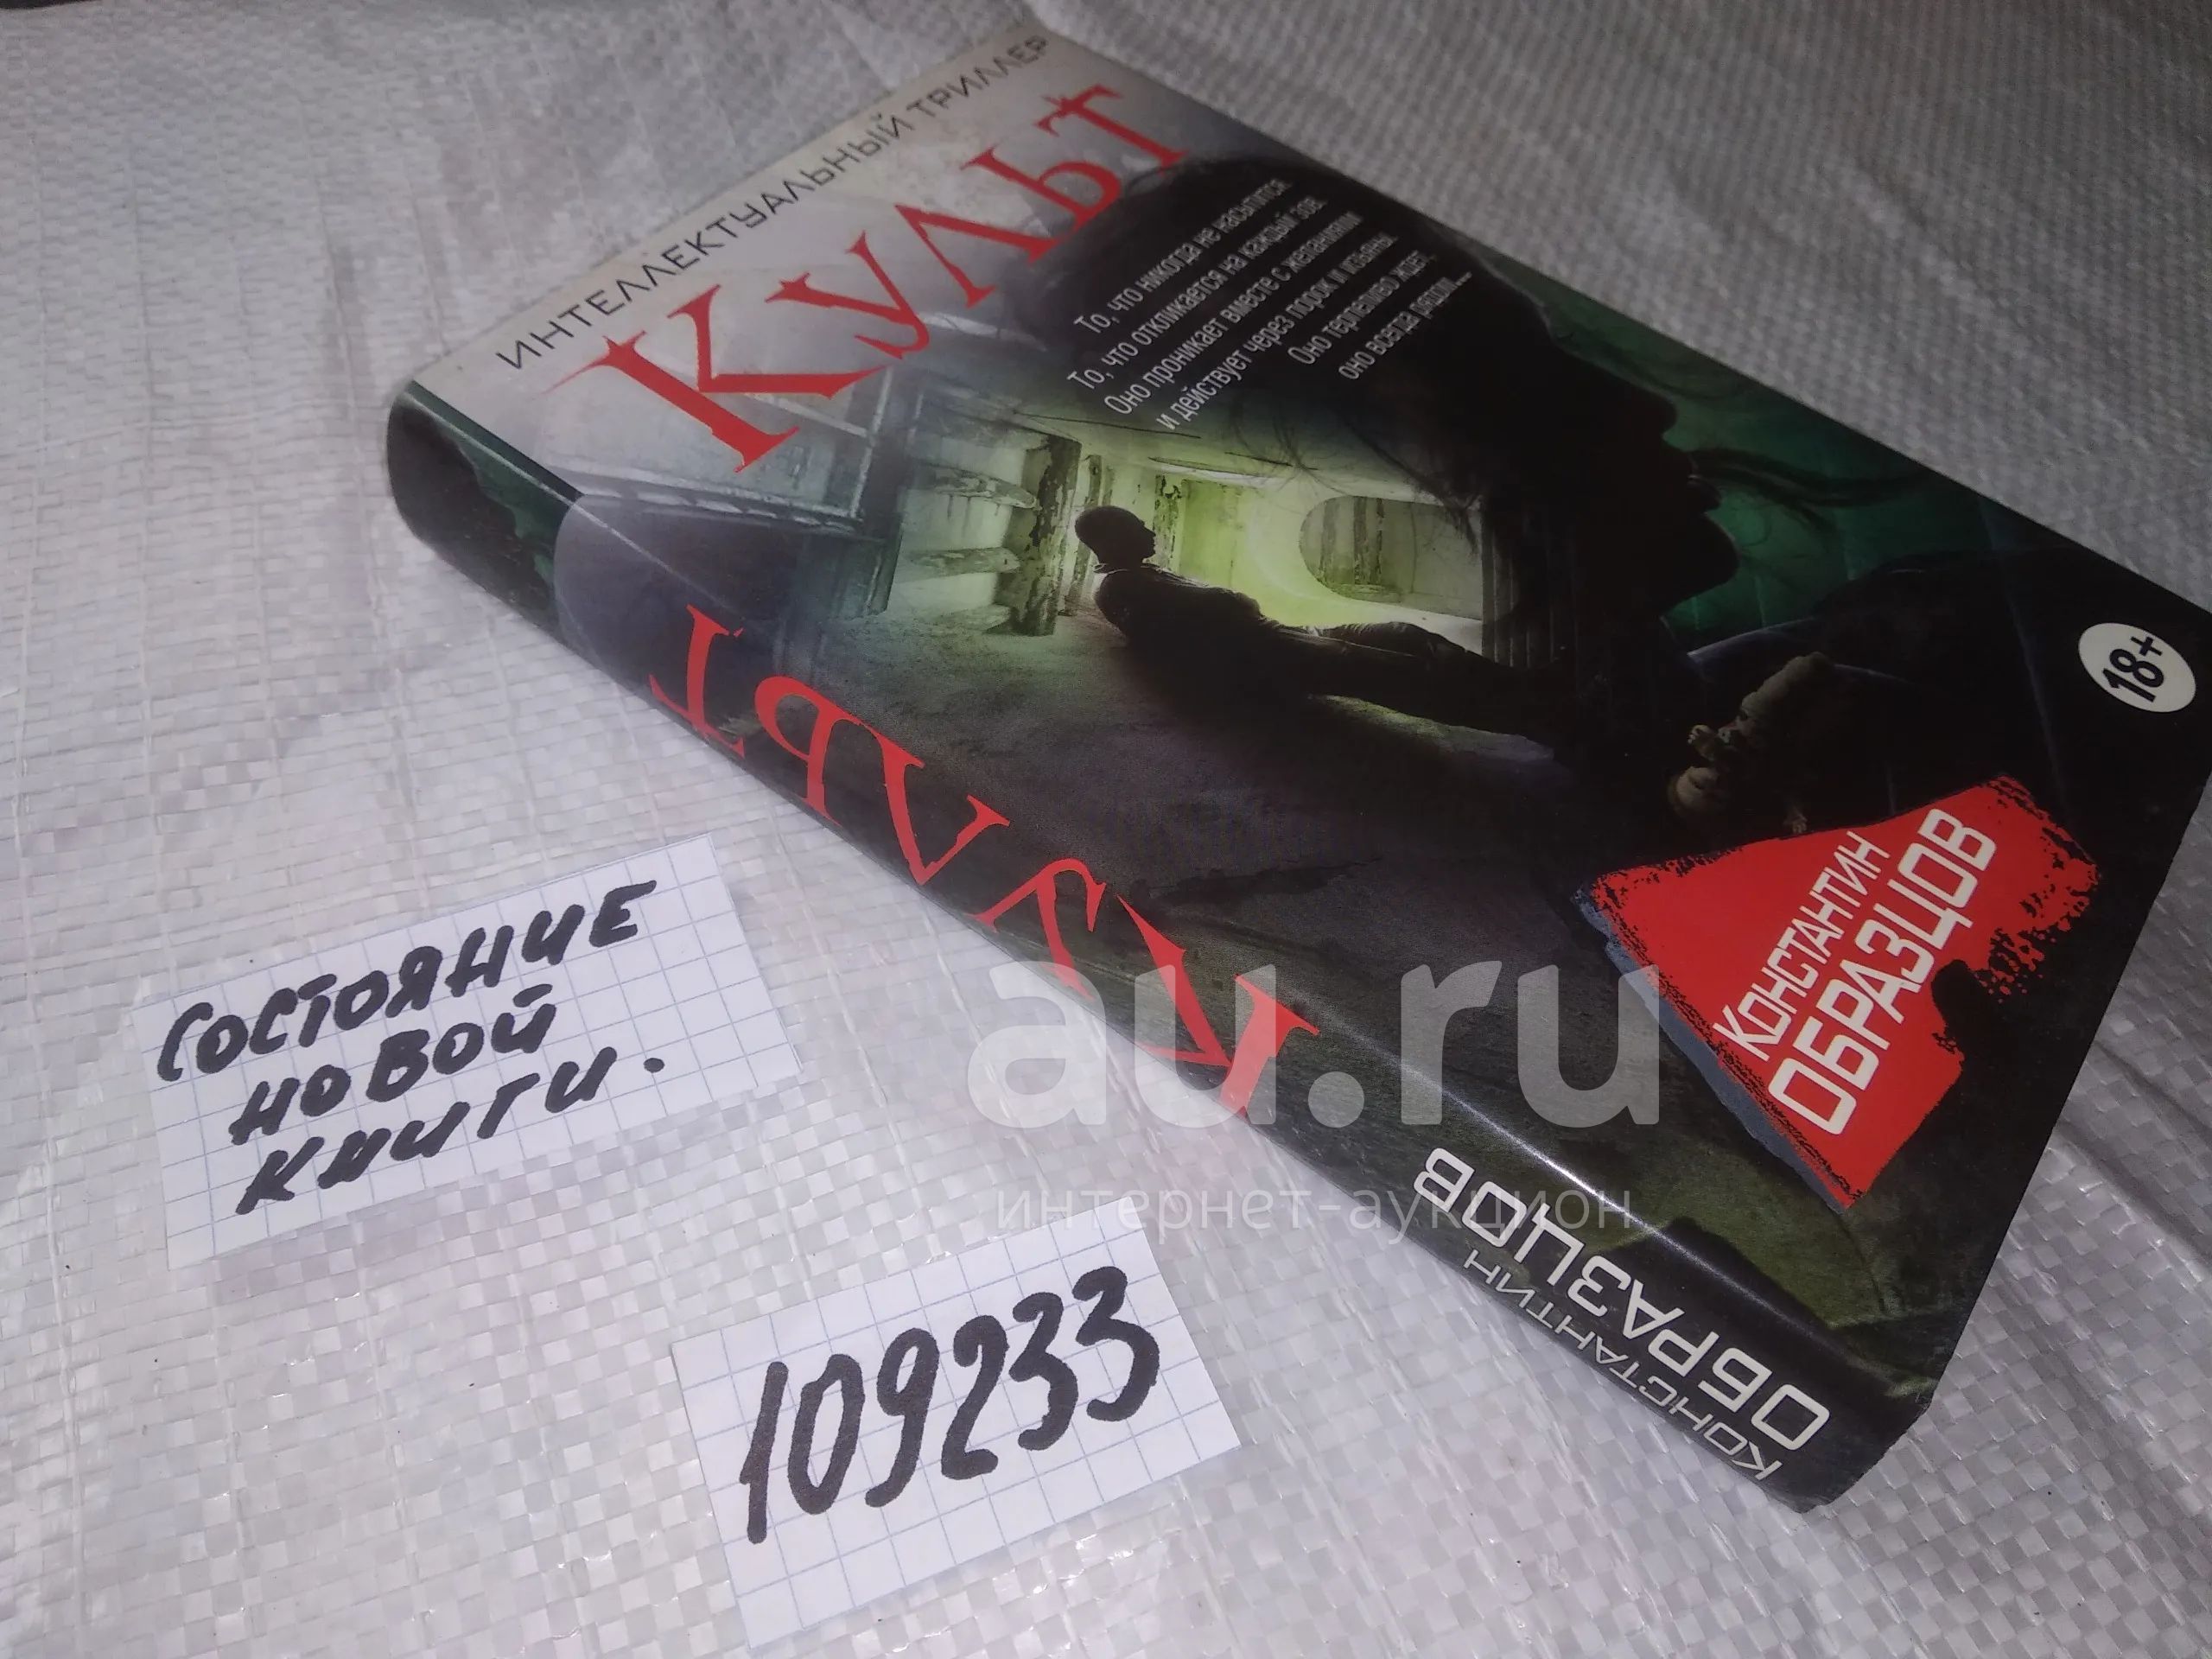 ИНТЕЛЛЕКТУАЛЬНЫЙ ТРИЛЛЕР
КУЛЬТ
То, что никогда не насытится.
То, что откликается на каждый зов.
Оно проникает вместе с желанием
и действует через порок и изъяны.
Оно терпеливо ждет,
оно всегда рядом...
18+
КОНСТАНТИН
ОБРАЗЦОВ
КУЛЬТ
КОНСТАНТИН
ОБРАЗЦОВ
СОСТОЯНИЕ
НОВОЙ
КНИГИ.
109233
au.ru
интернет-аукцион